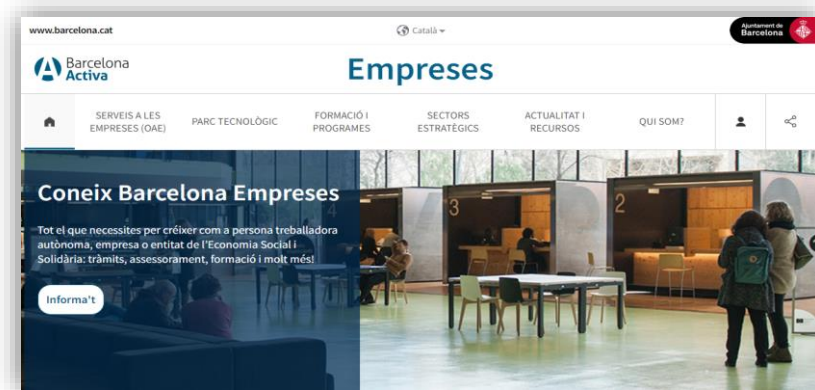 www.barcelona.cat
Català
Ajuntament de
Barcelona
Barcelona
Activa
Empreses
SERVEIS A LES
EMPRESES (OAE)
PARC TECNOLÒGIC
FORMACIÓ I
PROGRAMES
SECTORS
ESTRATÈGICS
ACTUALITAT I
RECURSOS
QUI SOM?
Coneix Barcelona Empreses
Tot el que necessites per créixer com a persona treballadora
autònoma, empresa o entitat de l'Economia Social i
Solidària: tràmits, assessorament, formació i molt més!
Informa't
4
3
2